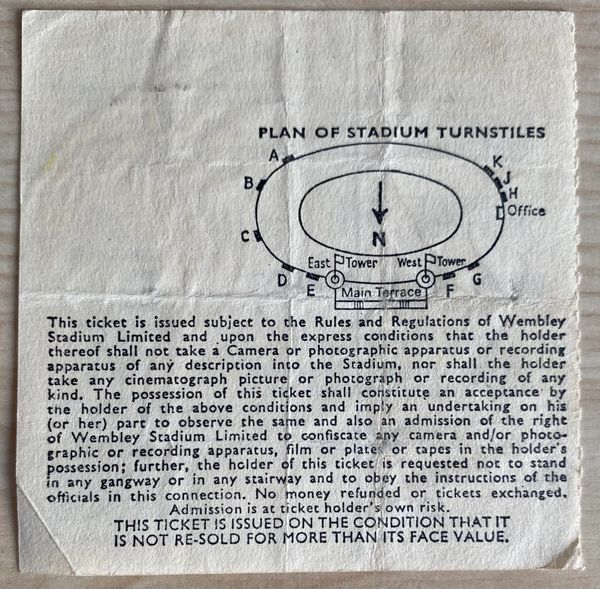 PLAN OF STADIUM TURNSTILES
A
K
J
B
H
Office
C
N
East Tower
West Tower
D
E
Main Terrace
F
G
This ticket is issued subject to the Rules and Regulations of Wembley
Stadium Limited and upon the express conditions that the holder
thereof shall not take a Camera or photographic apparatus or recording
apparatus of any description into the Stadium, nor shall the holder
take any cinematograph picture or photograph or recording of any
kind. The possession of this ticket shall constitute an acceptance by
the holder of the above conditions and imply an undertaking on his
(or her) part to observe the same and also an admission of the right
of Wembley Stadium Limited to confiscate any camera and/or photo-
graphic or recording apparatus, film or plates or tapes in the holder's
possession; further, the holder of this ticket is requested not to stand
in any gangway or in any stairway and to obey the instructions of the
officials in this connection. No money refunded or tickets exchanged.
Admission is at ticket holder's own risk.
THIS TICKET IS ISSUED ON THE CONDITION THAT IT
IS NOT RE-SOLD FOR MORE THAN ITS FACE VALUE.